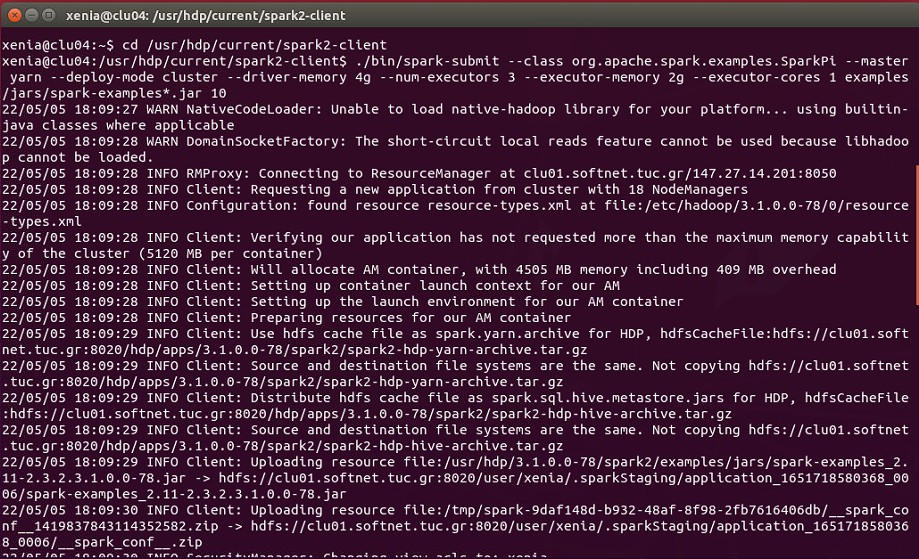 xenia@clu04: /usr/hdp/current/spark2-client
xenia@clu04:~$ cd /usr/hdp/current/spark2-client
xenia@clu04:/usr/hdp/current/spark2-client$ ./bin/spark-submit --class org.apache.spark.examples.SparkPi --master
 yarn --deploy-mode cluster --driver-memory 4g --num-executors 3 --executor-memory 2g --executor-cores 1 examples
/jars/spark-examples*.jar 10
22/05/05 18:09:27 WARN NativeCodeLoader: Unable to load native-hadoop library for your platform... using builtin-
java classes where applicable
22/05/05 18:09:28 WARN DomainSocketFactory: The short-circuit local reads feature cannot be used because libhadoo
p cannot be loaded.
22/05/05 18:09:28 INFO RMProxy: Connecting to ResourceManager at clu01.softnet.tuc.gr/147.27.14.201:8050
22/05/05 18:09:28 INFO Client: Requesting a new application from cluster with 18 NodeManagers
22/05/05 18:09:28 INFO Configuration: found resource resource-types.xml at file:/etc/hadoop/3.1.0.0-78/0/resource
-types.xml
22/05/05 18:09:28 INFO Client: Verifying our application has not requested more than the maximum memory capabilit
y of the cluster (5120 MB per container)
22/05/05 18:09:28 INFO Client: Will allocate AM container, with 4505 MB memory including 409 MB overhead
22/05/05 18:09:28 INFO Client: Setting up container launch context for our AM
22/05/05 18:09:28 INFO Client: Setting up the launch environment for our AM container
22/05/05 18:09:28 INFO Client: Preparing resources for our AM container
22/05/05 18:09:29 INFO Client: Use hdfs cache file as spark.yarn.archive for HDP, hdfsCacheFile:hdfs://clu01.soft
net.tuc.gr:8020/hdp/apps/3.1.0.0-78/spark2/spark2-hdp-yarn-archive.tar.gz
22/05/05 18:09:29 INFO Client: Source and destination file systems are the same. Not copying hdfs://clu01.softnet
.tuc.gr:8020/hdp/apps/3.1.0.0-78/spark2/spark2-hdp-yarn-archive.tar.gz
22/05/05 18:09:29 INFO Client: Distribute hdfs cache file as spark.sql.hive.metastore.jars for HDP, hdfsCacheFile
:hdfs://clu01.softnet.tuc.gr:8020/hdp/apps/3.1.0.0-78/spark2/spark2-hdp-hive-archive.tar.gz
22/05/05 18:09:29 INFO Client: Source and destination file systems are the same. Not copying hdfs://clu01.softnet
.tuc.gr:8020/hdp/apps/3.1.0.0-78/spark2/spark2-hdp-hive-archive.tar.gz
22/05/05 18:09:29 INFO Client: Uploading resource file:/usr/hdp/3.1.0.0-78/spark2/examples/jars/spark-examples_2.
11-2.3.2.3.1.0.0-78.jar -> hdfs://clu01.softnet.tuc.gr:8020/user/xenia/.sparkStaging/application_1651718580368_00
06/spark-examples_2.11-2.3.2.3.1.0.0-78.jar
22/05/05 18:09:30 INFO Client: Uploading resource file:/tmp/spark-9daf148d-b932-48af-8f98-2fb7616406db/__spark_co
nf__1419837843114352582.zip -> hdfs://clu01.softnet.tuc.gr:8020/user/xenia/.sparkStaging/application_165171858036
8_0006/__spark_conf__.zip
22/05/05 18:09:30 INFO SecurityManager: Changing view acls to: xenia